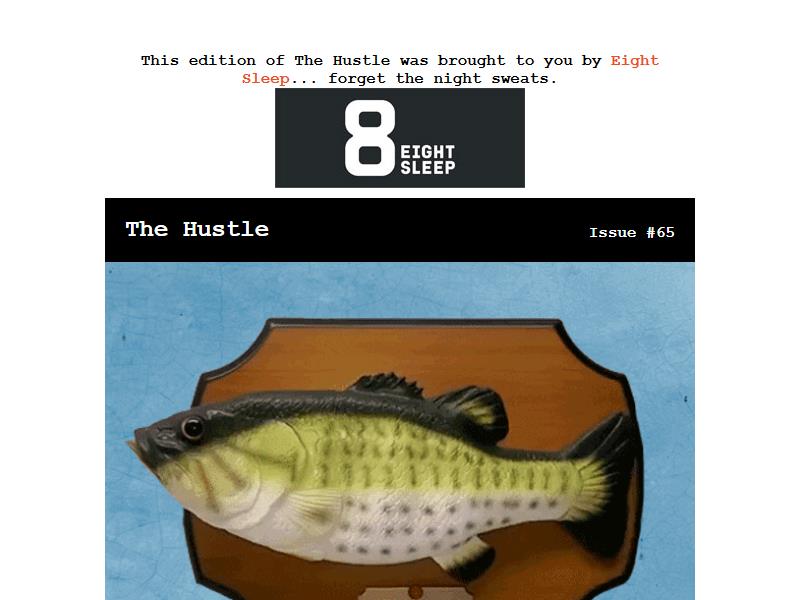 This edition of The Hustle was brought to you by Eight
Sleep... forget the night sweats.
8 EIGHT
SLEEP
The Hustle
Issue #65